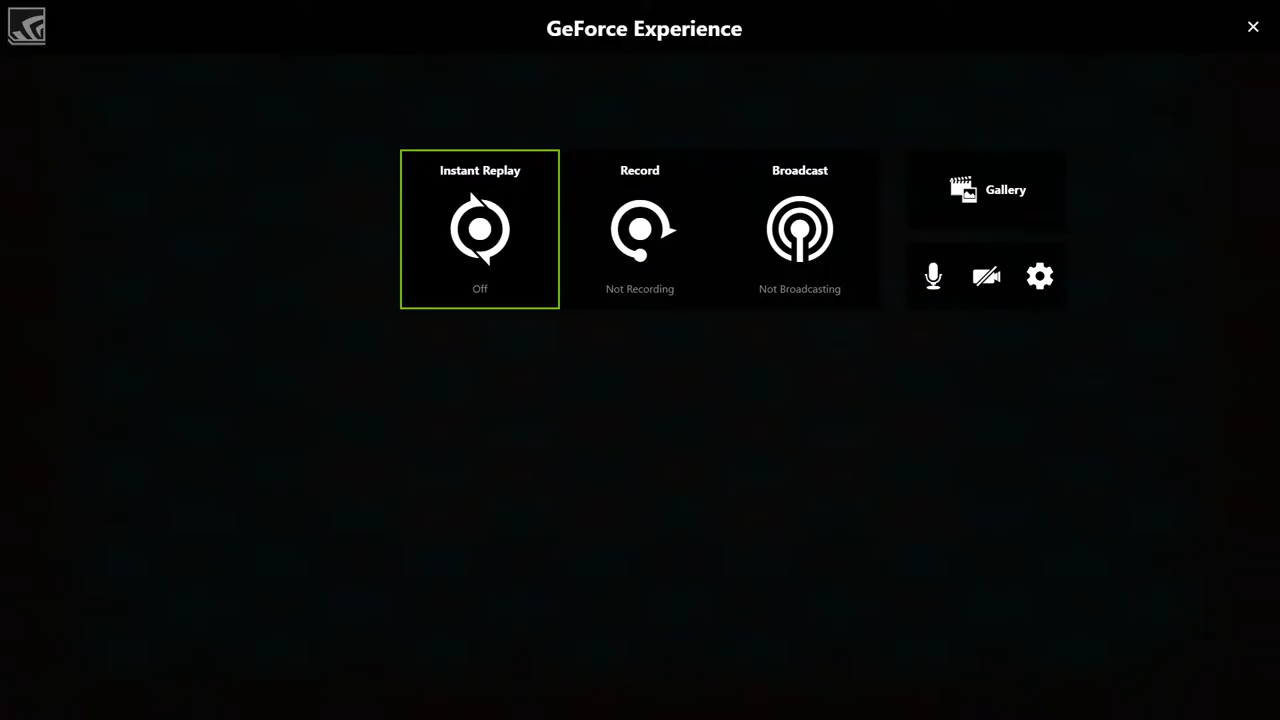 GeForce Experience
Instant Replay
Record
Broadcast
Gallery
Off
Not Recording
Not Broadcasting